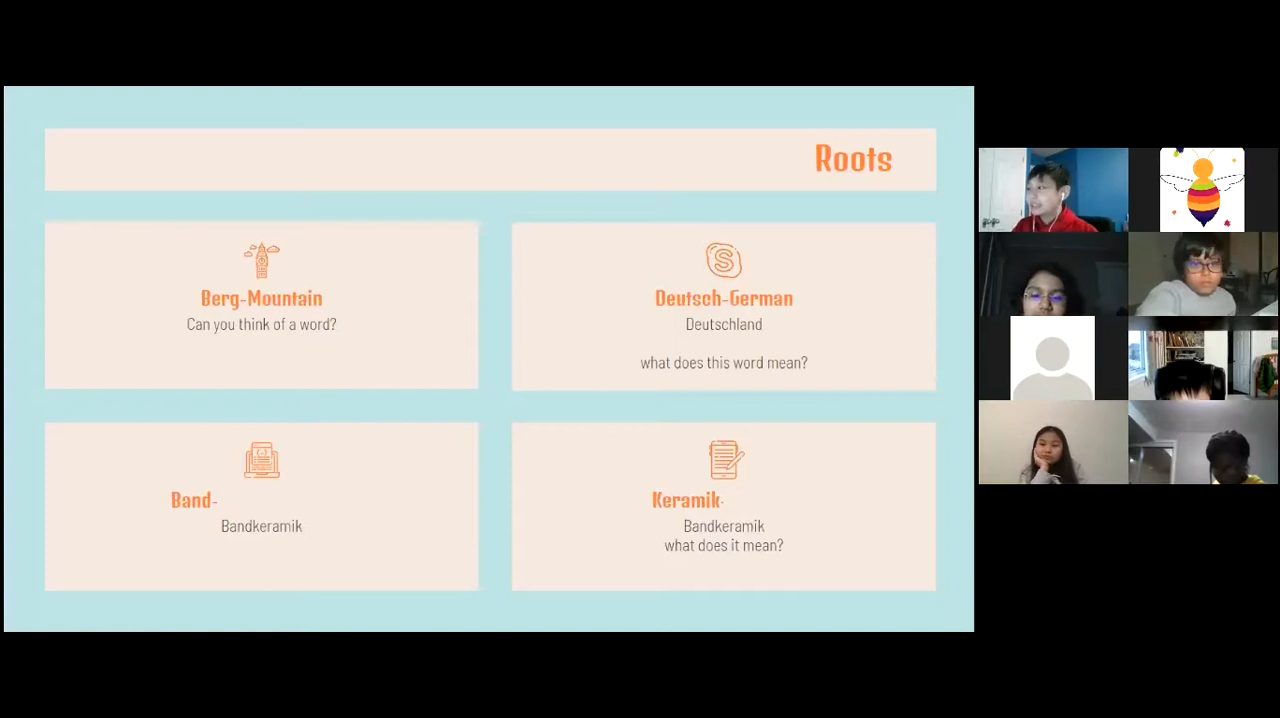 Roots
Berg-Mountain
Can you think of a word?
Deutsch-German
Deutschland
what does this word mean?
Band-
Bandkeramik
Keramik-
Bandkeramik
what does it mean?